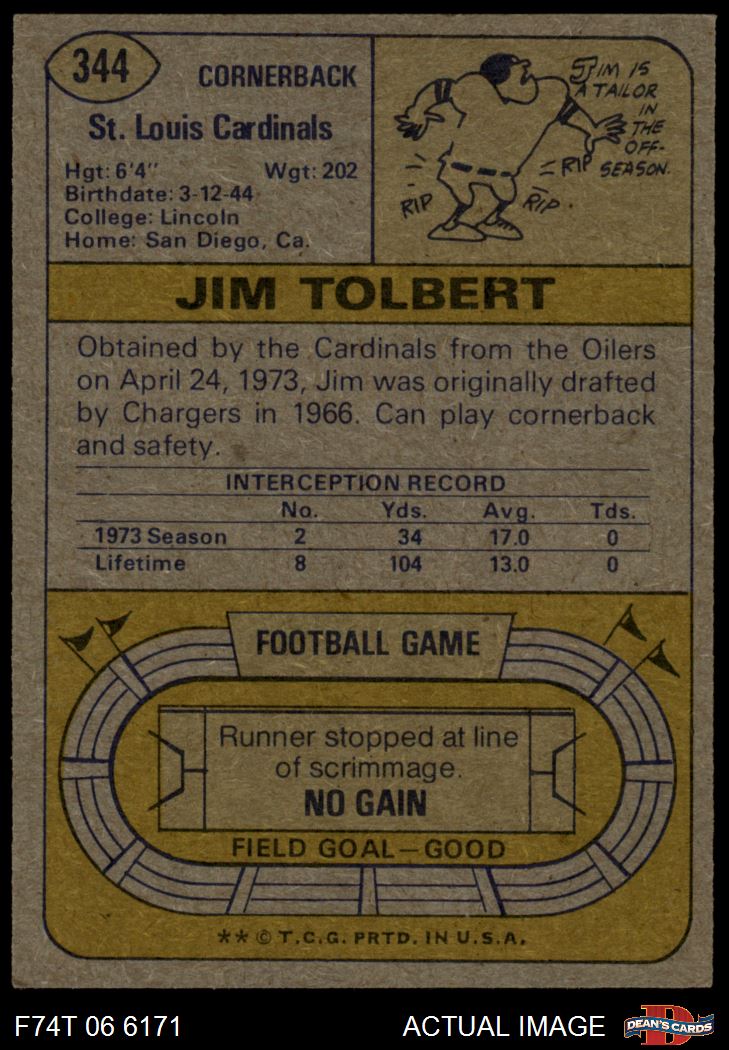 344
CORNERBACK
St. Louis Cardinals
Hgt: 6'4" Wgt: 202
Birthdate: 3-12-44
College: Lincoln
Home: San Diego, Ca.
JIM IS
A TAILOR
IN
THE
OFF-
SEASON.
RIP
RIP
RIP.
JIM TOLBERT
Obtained by the Cardinals from the Oilers
on April 24, 1973, Jim was originally drafted
by Chargers in 1966. Can play cornerback
and safety.
INTERCEPTION RECORD
No. Yds. Avg. Tds.
1973 Season 2 34 17.0 0
Lifetime 8 104 13.0 0
FOOTBALL GAME
Runner stopped at line
of scrimmage.
NO GAIN
FIELD GOAL—GOOD
** © T.C.G. PRTD. IN U.S.A.
F74T 06 6171 ACTUAL IMAGE
D
DEAN'S CARDS